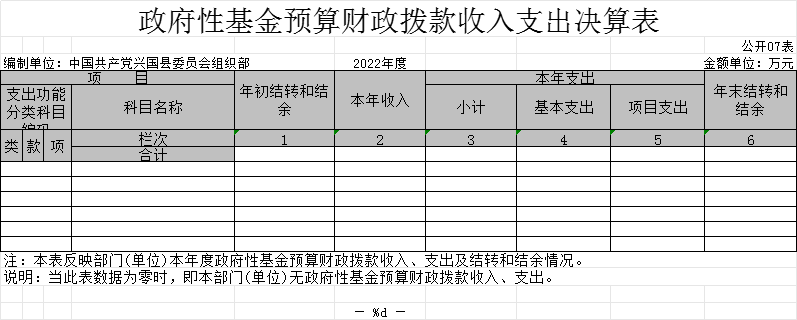 政府性基金预算财政拨款收入支出决算表
公开07表
编制单位：中国共产党兴国县委员会组织部 2022年度 金额单位：万元
项 目 年初结转和结余 本年收入 本年支出 年末结转和结余
支出功能分类科目编码 科目名称 小计 基本支出 项目支出
类 款 项 栏次 1 2 3 4 5 6
合计
注：本表反映部门(单位)本年度政府性基金预算财政拨款收入、支出及结转和结余情况。
说明：当此表数据为零时，即本部门(单位)无政府性基金预算财政拨款收入、支出。
— %d —